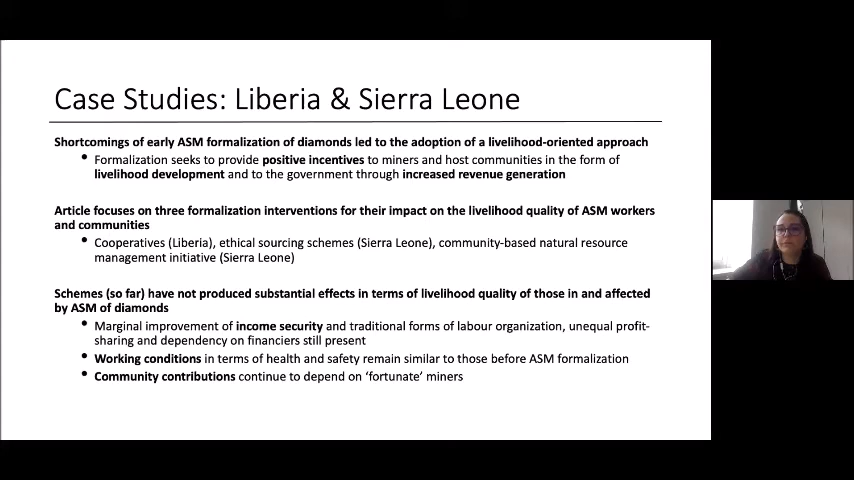 Case Studies: Liberia & Sierra Leone
Shortcomings of early ASM formalization of diamonds led to the adoption of a livelihood-oriented approach
• Formalization seeks to provide positive incentives to miners and host communities in the form of
livelihood development and to the government through increased revenue generation
Article focuses on three formalization interventions for their impact on the livelihood quality of ASM workers
and communities
• Cooperatives (Liberia), ethical sourcing schemes (Sierra Leone), community-based natural resource
management initiative (Sierra Leone)
Schemes (so far) have not produced substantial effects in terms of livelihood quality of those in and affected
by ASM of diamonds
• Marginal improvement of income security and traditional forms of labour organization, unequal profit-
sharing and dependency on financiers still present
• Working conditions in terms of health and safety remain similar to those before ASM formalization
• Community contributions continue to depend on ‘fortunate’ miners